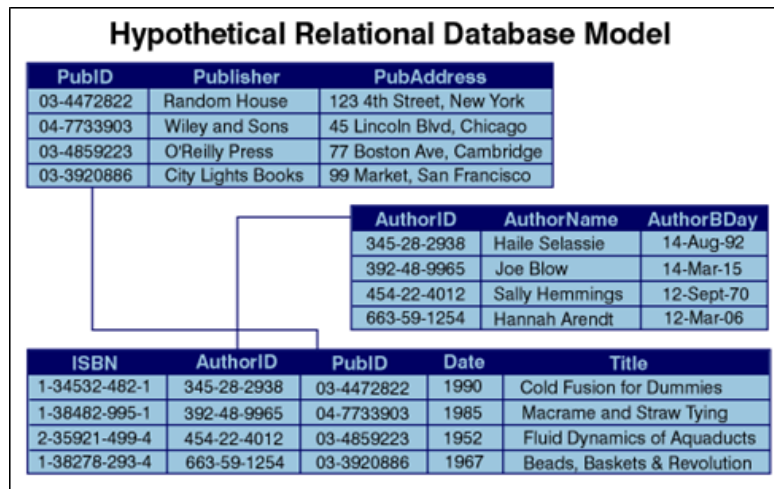 Hypothetical Relational Database Model
PubID Publisher PubAddress
03-4472822 Random House 123 4th Street, New York
04-7733903 Wiley and Sons 45 Lincoln Blvd, Chicago
03-4859223 O'Reilly Press 77 Boston Ave, Cambridge
03-3920886 City Lights Books 99 Market, San Francisco
AuthorID AuthorName AuthorBDay
345-28-2938 Haile Selassie 14-Aug-92
392-48-9965 Joe Blow 14-Mar-15
454-22-4012 Sally Hemmings 12-Sept-70
663-59-1254 Hannah Arendt 12-Mar-06
ISBN AuthorID PubID Date Title
1-34532-482-1 345-28-2938 03-4472822 1990 Cold Fusion for Dummies
1-38482-995-1 392-48-9965 04-7733903 1985 Macrame and Straw Tying
2-35921-499-4 454-22-4012 03-4859223 1952 Fluid Dynamics of Aquaducts
1-38278-293-4 663-59-1254 03-3920886 1967 Beads, Baskets & Revolution